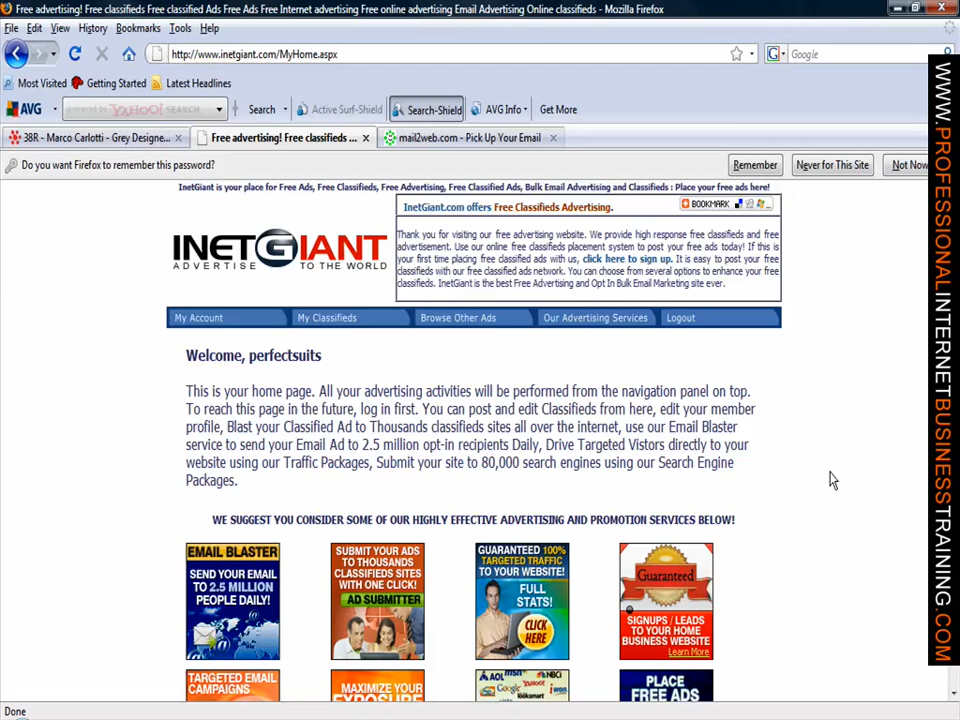 Free advertising! Free classifieds Free classified Ads Free Ads Free Internet advertising Free online advertising Email Advertising Online classifieds - Mozilla Firefox
File Edit View History Bookmarks Tools Help
http://www.inetgiant.com/MyHome.aspx
Google
Most Visited Getting Started Latest Headlines
AVG powered by YAHOO! SEARCH Search Active Surf-Shield Search-Shield AVG Info Get More
38R - Marco Carlotti - Grey Designe... Free advertising! Free classifieds ... mail2web.com - Pick Up Your Email
Do you want Firefox to remember this password? Remember Never for This Site Not Now
InetGiant is your place for Free Ads, Free Classifieds, Free Advertising, Free Classified Ads, Bulk Email Advertising and Classifieds : Place your free ads here!
InetGiant.com offers Free Classifieds Advertising. BOOKMARK
INETGIANT
ADVERTISE TO THE WORLD
Thank you for visiting our free advertising website. We provide high response free classifieds and free
advertisement. Use our online free classifieds placement system to post your free ads today! If this is
your first time placing free classified ads with us, click here to sign up. It is easy to post your free
classifieds with our free classified ads network. You can choose from several options to enhance your free
classifieds. InetGiant is the best Free Advertising and Opt In Bulk Email Marketing site ever.
My Account My Classifieds Browse Other Ads Our Advertising Services Logout
Welcome, perfectsuits
This is your home page. All your advertising activities will be performed from the navigation panel on top.
To reach this page in the future, log in first. You can post and edit Classifieds from here, edit your member
profile, Blast your Classified Ad to Thousands classifieds sites all over the internet, use our Email Blaster
service to send your Email Ad to 2.5 million opt-in recipients Daily, Drive Targeted Vistors directly to your
website using our Traffic Packages, Submit your site to 80,000 search engines using our Search Engine
Packages.
WE SUGGEST YOU CONSIDER SOME OF OUR HIGHLY EFFECTIVE ADVERTISING AND PROMOTION SERVICES BELOW!
EMAIL BLASTER
SEND YOUR EMAIL
TO 2.5 MILLION
PEOPLE DAILY!
SUBMIT YOUR ADS
TO THOUSANDS
CLASSIFIEDS SITES
WITH ONE CLICK!
AD SUBMITTER
GUARANTEED 100%
TARGETED TRAFFIC
TO YOUR WEBSITE!
FULL
STATS!
CLICK
HERE
Guaranteed
SIGNUPS / LEADS
TO YOUR HOME
BUSINESS WEBSITE
Learn More
TARGETED EMAIL
CAMPAIGNS
MAXIMIZE YOUR
EXPOSURE
AOL msn NBCi
Google Yahoo!
looksmart iwon.
PLACE
FREE ADS
Done
WWW.PROFESSIONALINTERNETBUSINESSTRAINING.COM